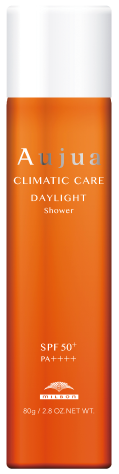 Aujua
CLIMATIC CARE
DAYLIGHT
Shower
SPF 50+
PA++++
MILBON
80g / 2.8 OZ.NET WT.